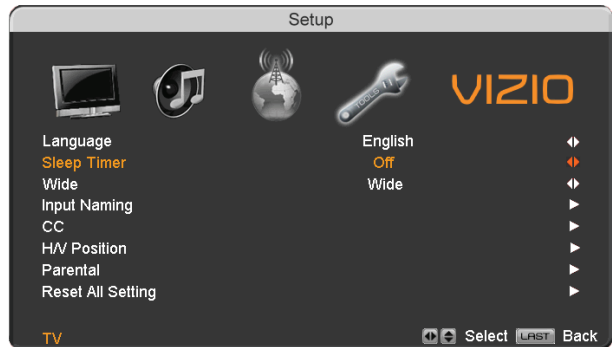 Setup
TOOLS
VIZIO
Language English
Sleep Timer Off
Wide Wide
Input Naming
CC
H/V Position
Parental
Reset All Setting
TV Select LAST Back